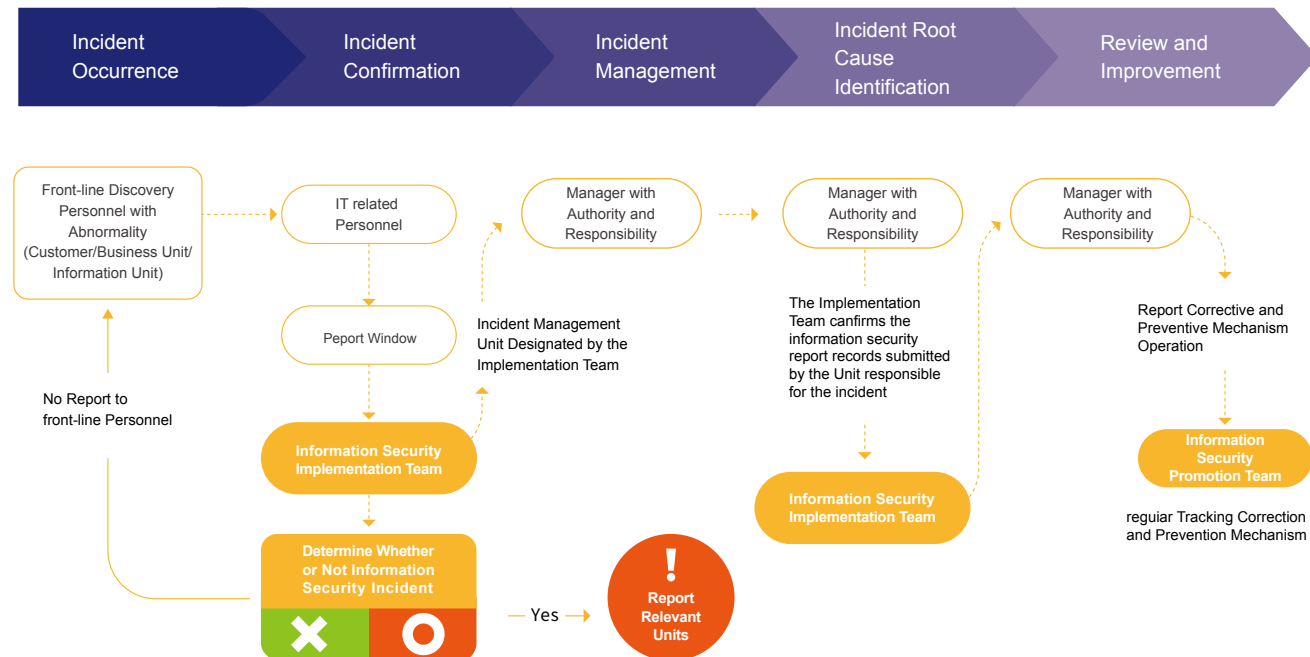 Incident
Occurrence
Incident
Confirmation
Incident
Management
Incident Root
Cause
Identification
Review and
Improvement
Front-line Discovery
Personnel with
Abnormality
(Customer/Business Unit/
Information Unit)
IT related
Personnel
Manager with
Authority and
Responsibility
Manager with
Authority and
Responsibility
Manager with
Authority and
Responsibility
Peport Window
Incident Management
Unit Designated by the
Implementation Team
The Implementation
Team canfirms the
information security
report records submitted
by the Unit responsible
for the incident
Report Corrective and
Preventive Mechanism
Operation
No Report to
front-line Personnel
Information Security
Implementation Team
Information Security
Implementation Team
Information
Security
Promotion Team
reguiar Tracking Correction
and Prevention Mechanism
Determine Whether
or Not Information
Security Incident
Yes
!
Report
Relevant
Units